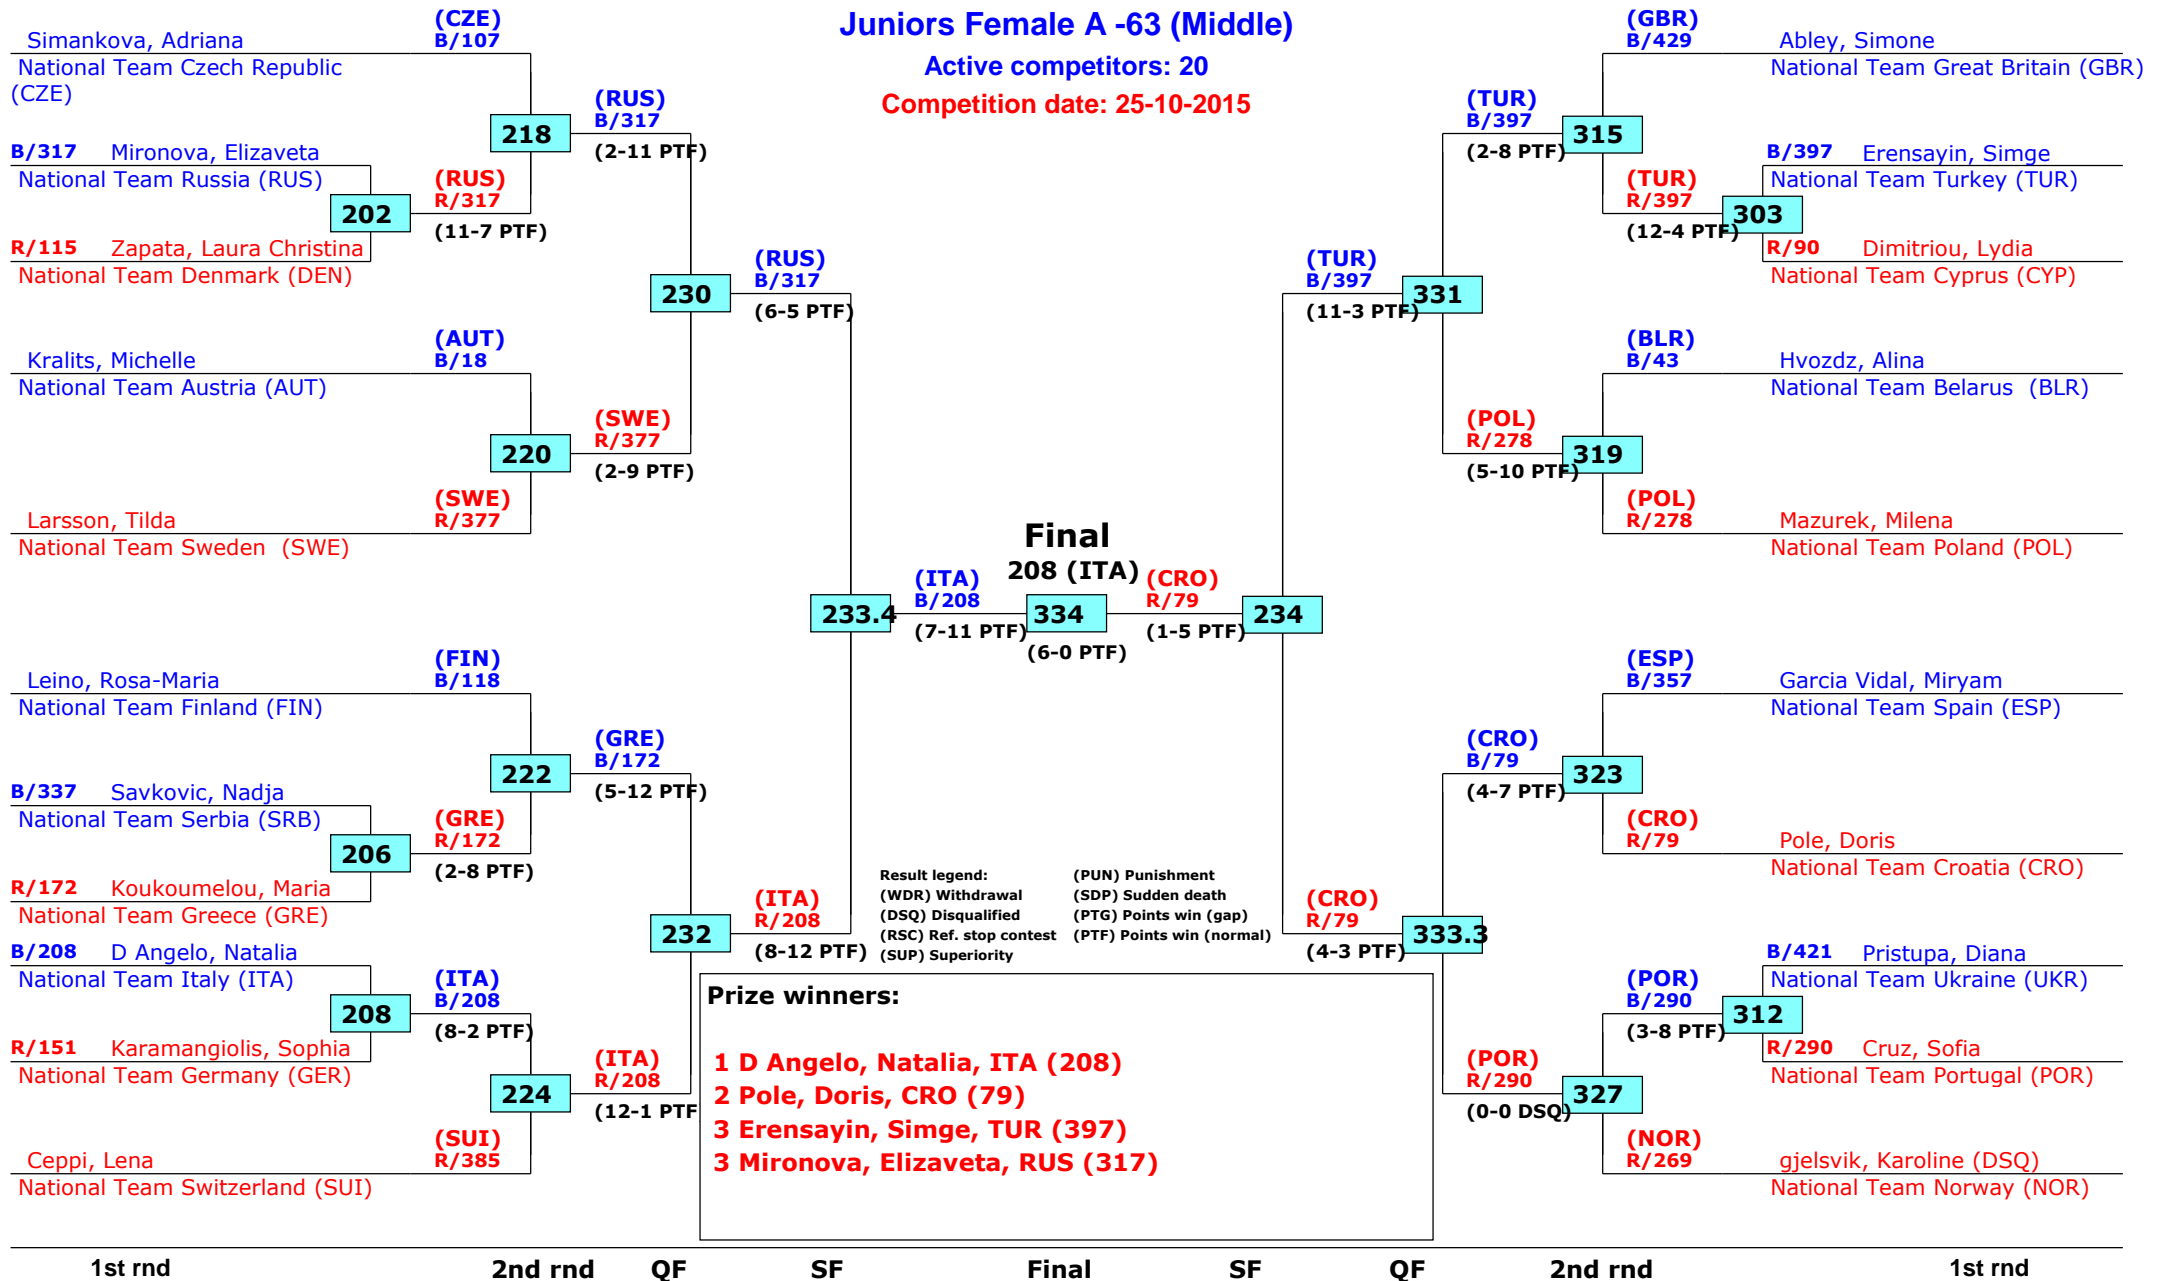 Juniors Female A -63 (Middle)
Active competitors: 20
Competition date: 25-10-2015
(CZE)
Simankova, Adriana B/107
National Team Czech Republic
(CZE)
218
(RUS)
B/317
(2-11 PTF)
B/317 Mironova, Elizaveta
National Team Russia (RUS)
202
(RUS)
R/317
(11-7 PTF)
R/115 Zapata, Laura Christina
National Team Denmark (DEN)
230
(RUS)
B/317
(6-5 PTF)
(AUT)
Kralits, Michelle B/18
National Team Austria (AUT)
220
(SWE)
R/377
(2-9 PTF)
(SWE)
Larsson, Tilda R/377
National Team Sweden (SWE)
233.4
(ITA)
B/208
(7-11 PTF)
Final
208 (ITA)
334
(6-0 PTF)
(CRO)
R/79
(1-5 PTF)
234
(FIN)
Leino, Rosa-Maria B/118
National Team Finland (FIN)
222
(GRE)
B/172
(5-12 PTF)
B/337 Savkovic, Nadja
National Team Serbia (SRB)
206
(GRE)
R/172
(2-8 PTF)
R/172 Koukoumelou, Maria
National Team Greece (GRE)
232
(ITA)
R/208
(8-12 PTF)
B/208 D Angelo, Natalia
National Team Italy (ITA)
208
(ITA)
B/208
(8-2 PTF)
R/151 Karamangiolis, Sophia
National Team Germany (GER)
224
(ITA)
R/208
(12-1 PTF
(SUI)
Ceppi, Lena R/385
National Team Switzerland (SUI)
(GBR)
B/429 Abley, Simone
National Team Great Britain (GBR)
(TUR)
B/397
(2-8 PTF)
315
B/397 Erensayin, Simge
National Team Turkey (TUR)
(TUR)
R/397
(12-4 PTF)
303
R/90 Dimitriou, Lydia
National Team Cyprus (CYP)
(TUR)
B/397
(11-3 PTF)
331
(BLR)
B/43 Hvozdz, Alina
National Team Belarus (BLR)
(POL)
R/278
(5-10 PTF)
319
(POL)
R/278 Mazurek, Milena
National Team Poland (POL)
(ESP)
B/357 Garcia Vidal, Miryam
National Team Spain (ESP)
(CRO)
B/79
(4-7 PTF)
323
(CRO)
R/79 Pole, Doris
National Team Croatia (CRO)
(CRO)
R/79
(4-3 PTF)
333.3
B/421 Pristupa, Diana
National Team Ukraine (UKR)
(POR)
B/290
(3-8 PTF)
312
R/290 Cruz, Sofia
National Team Portugal (POR)
(POR)
R/290
(0-0 DSQ)
327
(NOR)
R/269 gjelsvik, Karoline (DSQ)
National Team Norway (NOR)
Result legend: (PUN) Punishment
(WDR) Withdrawal (SDP) Sudden death
(DSQ) Disqualified (PTG) Points win (gap)
(RSC) Ref. stop contest (PTF) Points win (normal)
(SUP) Superiority
Prize winners:
1 D Angelo, Natalia, ITA (208)
2 Pole, Doris, CRO (79)
3 Erensayin, Simge, TUR (397)
3 Mironova, Elizaveta, RUS (317)
1st rnd 2nd rnd QF SF Final SF QF 2nd rnd 1st rnd